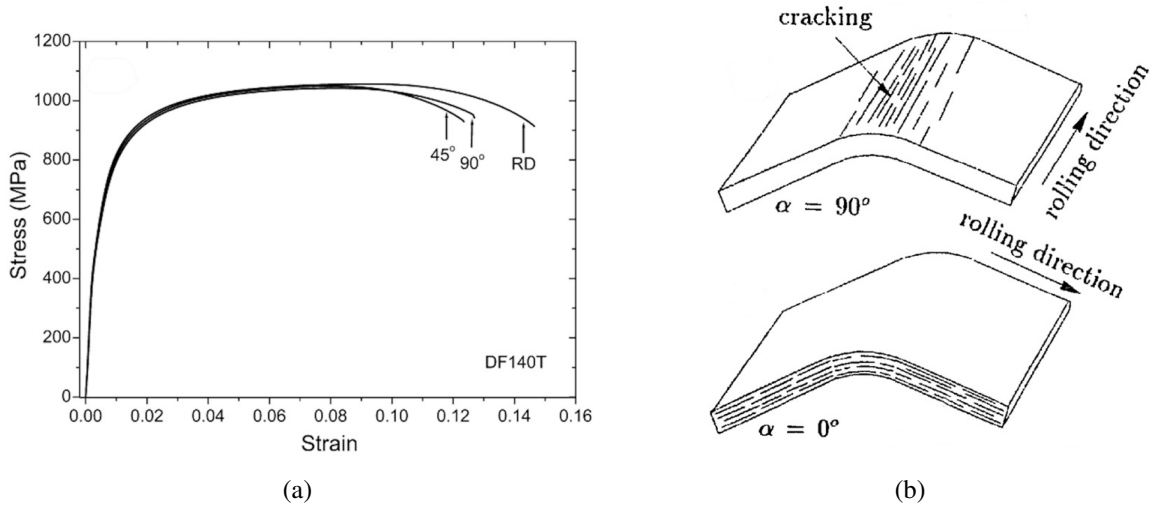 1200
1000
800
600
400
200
0
Stress (MPa)
45° 90° RD
DF140T
0.00 0.02 0.04 0.06 0.08 0.10 0.12 0.14 0.16
Strain
(a)
cracking
rolling direction
α = 90°
rolling direction
α = 0°
(b)